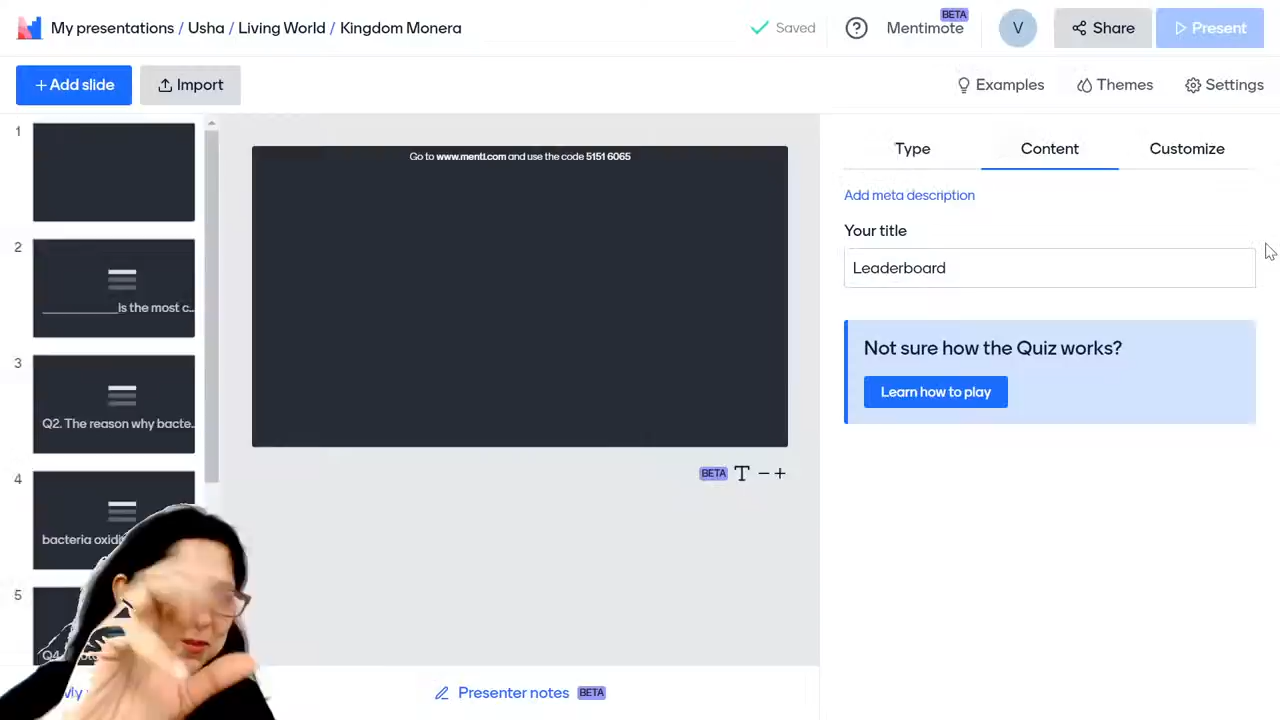 My presentations / Usha / Living World / Kingdom Monera
Saved
Mentimote BETA
V
Share
Present
+ Add slide
Import
Examples
Themes
Settings
1
2
_____________is the most c...
3
Q2. The reason why bacte...
4
bacteria oxidi
5
Q4
Go to www.menti.com and use the code 5151 6065
BETA T − +
Presenter notes BETA
Type
Content
Customize
Add meta description
Your title
Leaderboard
Not sure how the Quiz works?
Learn how to play